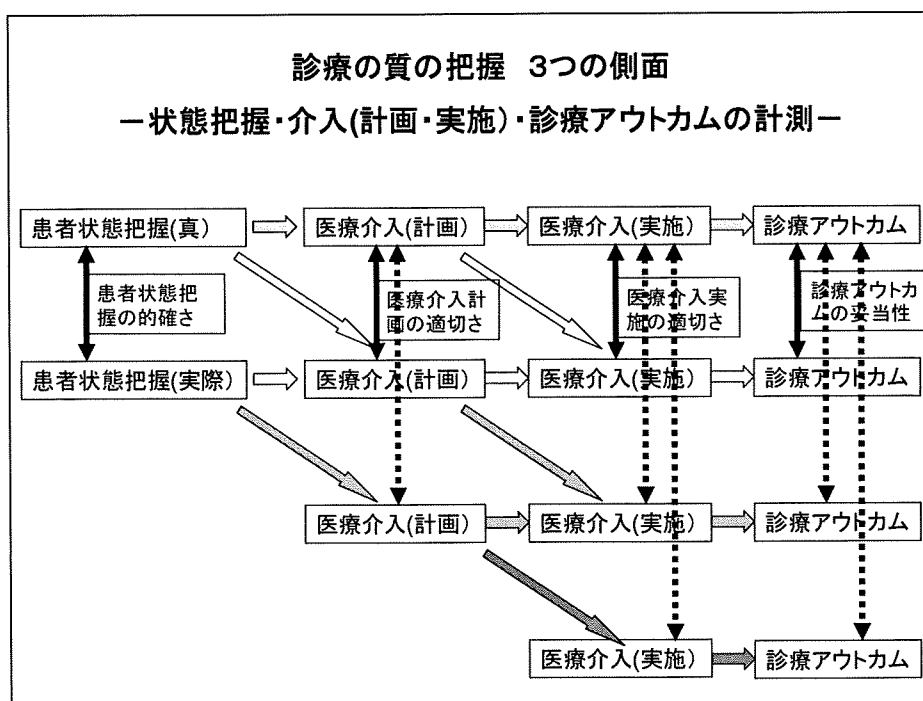 診療の質の把握 3つの側面
－状態把握・介入(計画・実施)・診療アウトカムの計測－
患者状態把握(真)
医療介入(計画)
医療介入(実施)
診療アウトカム
患者状態把
握の的確さ
医療介入計
画の適切さ
医療介入実
施の適切さ
診療アウトカ
ムの妥当性
患者状態把握(実際)
医療介入(計画)
医療介入(実施)
診療アウトカム
医療介入(計画)
医療介入(実施)
診療アウトカム
医療介入(実施)
診療アウトカム